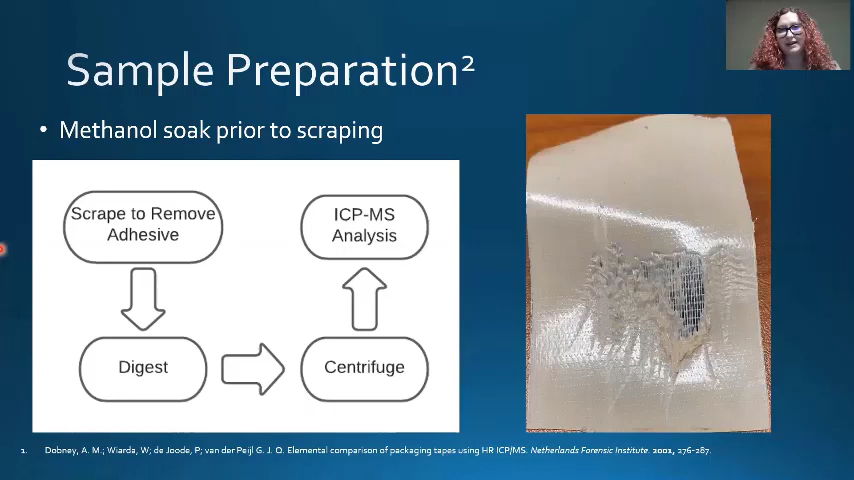 Sample Preparation²
• Methanol soak prior to scraping
Scrape to Remove
Adhesive
ICP-MS
Analysis
Digest
Centrifuge
1. Dobney, A. M.; Wiarda, W; de Joode, P; van der Peijl G. J. Q. Elemental comparison of packaging tapes using HR ICP/MS. Netherlands Forensic Institute. 2001, 276-287.